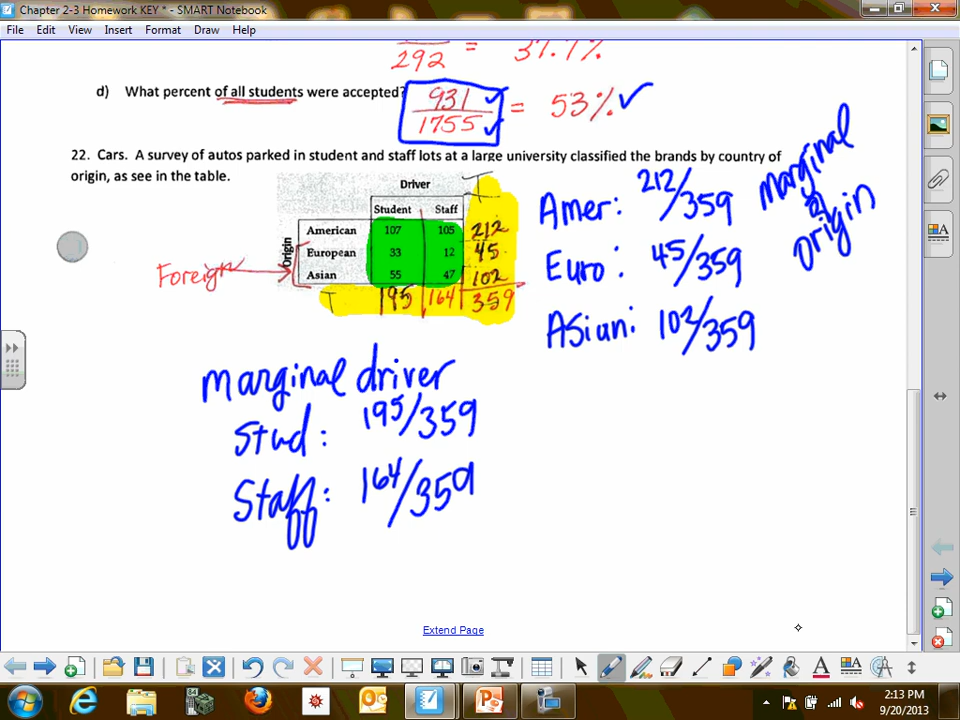 Chapter 2-3 Homework KEY * - SMART Notebook
File Edit View Insert Format Draw Help
292 = 37.7%
d) What percent of all students were accepted? 931/1755 = 53%
22. Cars. A survey of autos parked in student and staff lots at a large university classified the brands by country of
origin, as see in the table.
Driver T
Student Staff
Origin
American 107 105 212
European 33 12 45
Asian 55 47 102
T 195 164 359
Foreign
Amer: 212/359
Euro: 45/359
Asian: 102/359
marginal
origin
marginal driver
Stud: 195/359
Staff: 164/359
Extend Page
2:13 PM
9/20/2013